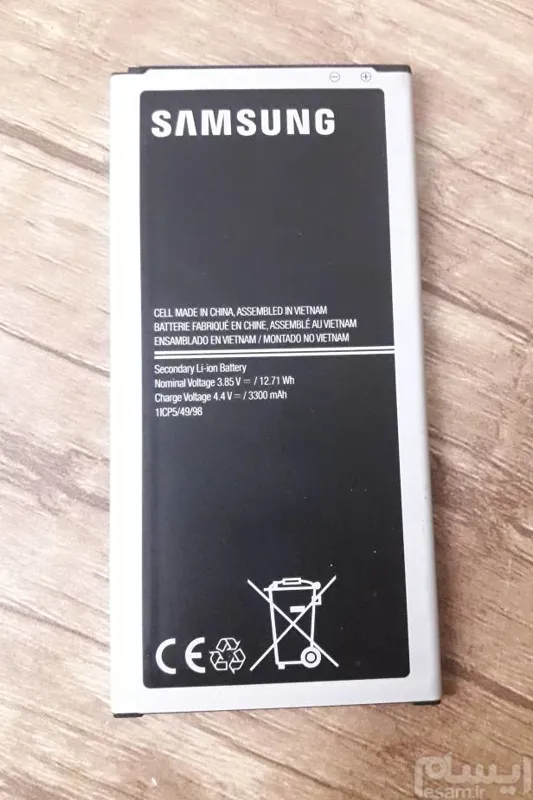 SAMSUNG
CELL MADE IN CHINA, ASSEMBLED IN VIETNAM
BATTERIE FABRIQUÉ EN CHINE, ASSEMBLÉ AU VIETNAM
ENSAMBLADO EN VIETNAM / MONTADO NO VIETNAM
Secondary Li-ion Battery
Nominal Voltage 3.85 V ⎓ / 12.71 Wh
Charge Voltage 4.4 V ⎓ / 3300 mAh
1ICP5/49/98
CE
ایسام
esam.ir